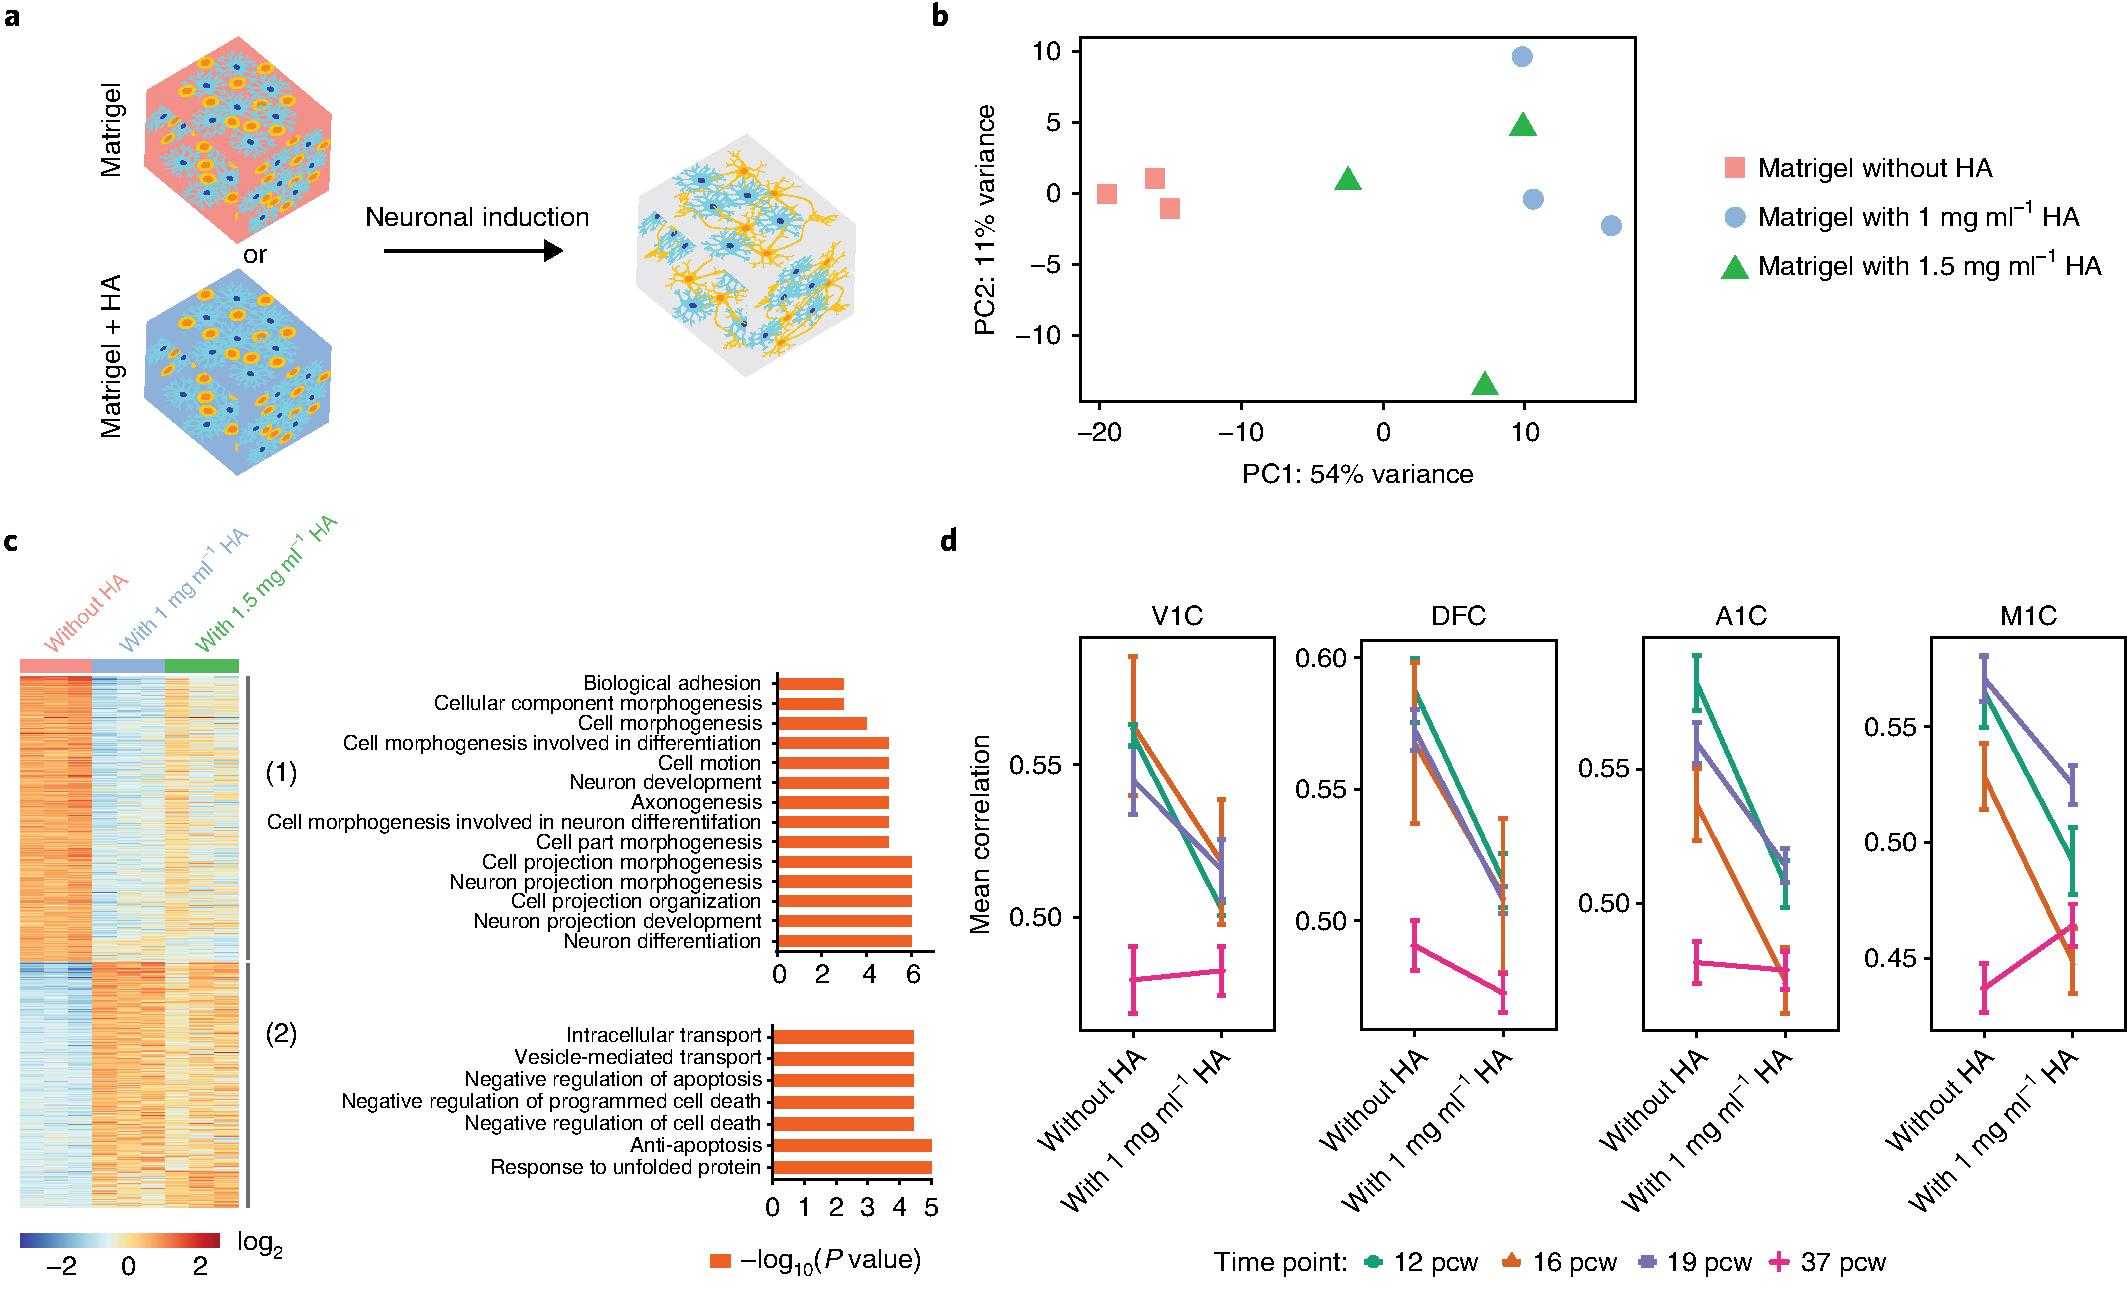 a
Matrigel
or
Matrigel + HA
Neuronal induction
b
PC2: 11% variance
10
5
0
−5
−10
−20
−10
0
10
PC1: 54% variance
Matrigel without HA
Matrigel with 1 mg ml−1 HA
Matrigel with 1.5 mg ml−1 HA
c
Without HA
With 1 mg ml−1 HA
With 1.5 mg ml−1 HA
(1)
(2)
−2
0
2
log2
Biological adhesion
Cellular component morphogenesis
Cell morphogenesis
Cell morphogenesis involved in differentiation
Cell motion
Neuron development
Axonogenesis
Cell morphogenesis involved in neuron differentifation
Cell part morphogenesis
Cell projection morphogenesis
Neuron projection morphogenesis
Cell projection organization
Neuron projection development
Neuron differentiation
0
2
4
6
Intracellular transport
Vesicle-mediated transport
Negative regulation of apoptosis
Negative regulation of programmed cell death
Negative regulation of cell death
Anti-apoptosis
Response to unfolded protein
0
1
2
3
4
5
−log10(P value)
d
Mean correlation
V1C
0.55
0.50
Without HA
With 1 mg ml−1 HA
DFC
0.60
0.55
0.50
Without HA
With 1 mg ml−1 HA
A1C
0.55
0.50
Without HA
With 1 mg ml−1 HA
M1C
0.55
0.50
0.45
Without HA
With 1 mg ml−1 HA
Time point:
12 pcw
16 pcw
19 pcw
37 pcw